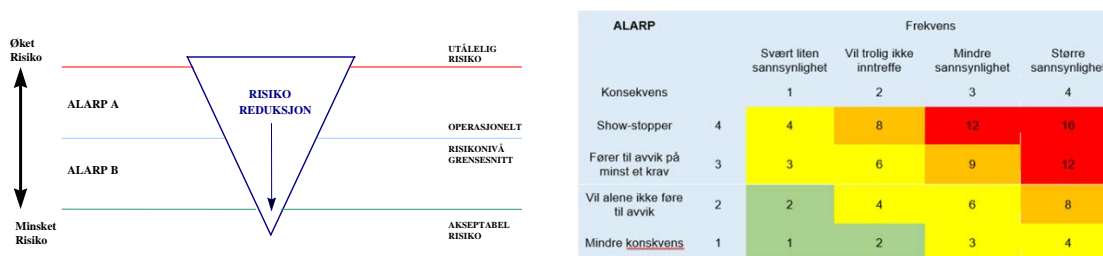 Øket
Risiko
ALARP A
ALARP B
Minsket
Risiko
RISIKO
REDUKSJON
UTÅLELIG
RISIKO
OPERASJONELT
RISIKONIVÅ
GRENSESNITT
AKSEPTABEL
RISIKO
ALARP Frekvens
Svært liten Vil trolig ikke Mindre Større
sannsynlighet inntreffe sannsynlighet sannsynlighet
Konsekvens 1 2 3 4
Show-stopper 4 4 8 12 16
Fører til avvik på
minst et krav 3 3 6 9 12
Vil alene ikke føre
til avvik 2 2 4 6 8
Mindre konskvens 1 1 2 3 4